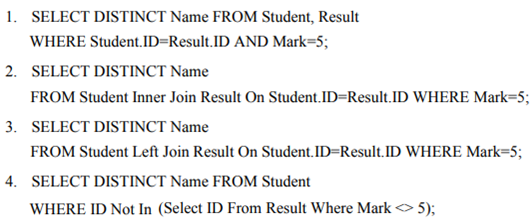 1. SELECT DISTINCT Name FROM Student, Result
WHERE Student.ID=Result.ID AND Mark=5;
2. SELECT DISTINCT Name
FROM Student Inner Join Result On Student.ID=Result.ID WHERE Mark=5;
3. SELECT DISTINCT Name
FROM Student Left Join Result On Student.ID=Result.ID WHERE Mark=5;
4. SELECT DISTINCT Name FROM Student
WHERE ID Not In (Select ID From Result Where Mark <> 5);